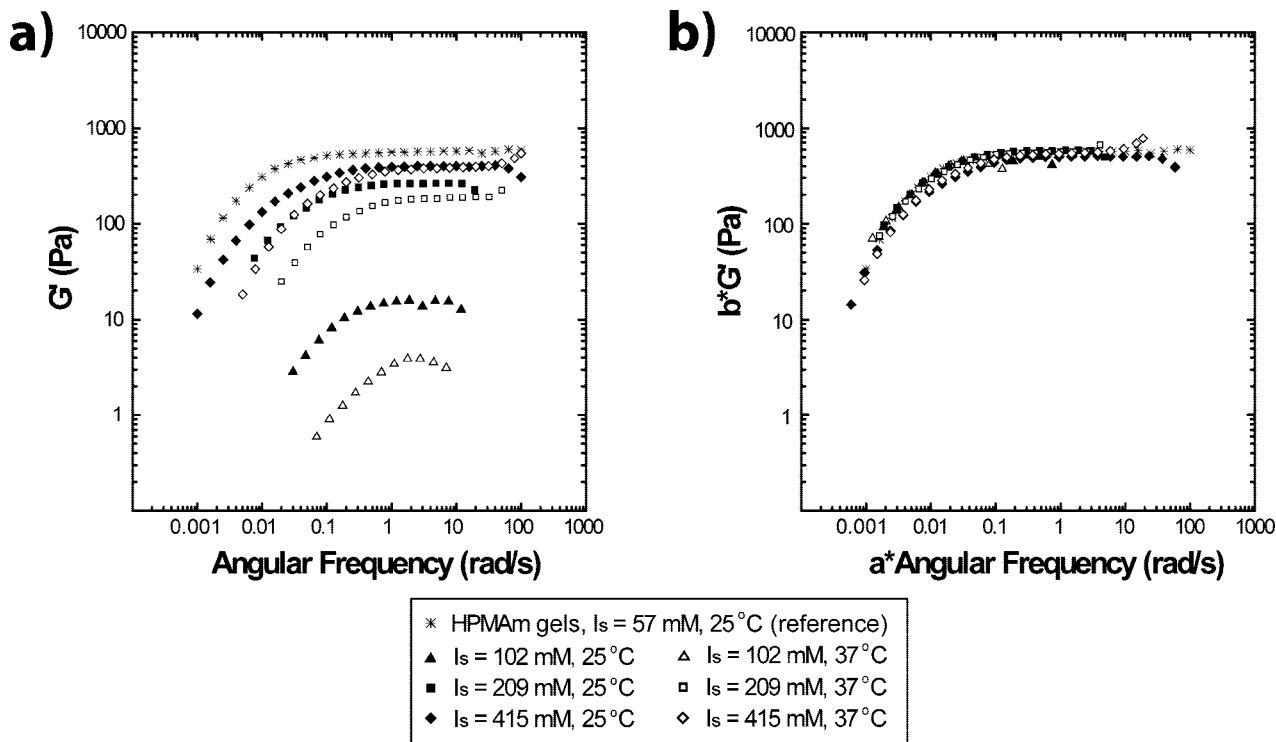 a)
10000
1000
100
10
1
G' (Pa)
0.001 0.01 0.1 1 10 100 1000
Angular Frequency (rad/s)
b)
10000
1000
100
10
1
b*G' (Pa)
0.001 0.01 0.1 1 10 100 1000
a*Angular Frequency (rad/s)
HPMAm gels, Is = 57 mM, 25°C (reference)
Is = 102 mM, 25°C Is = 102 mM, 37°C
Is = 209 mM, 25°C Is = 209 mM, 37°C
Is = 415 mM, 25°C Is = 415 mM, 37°C